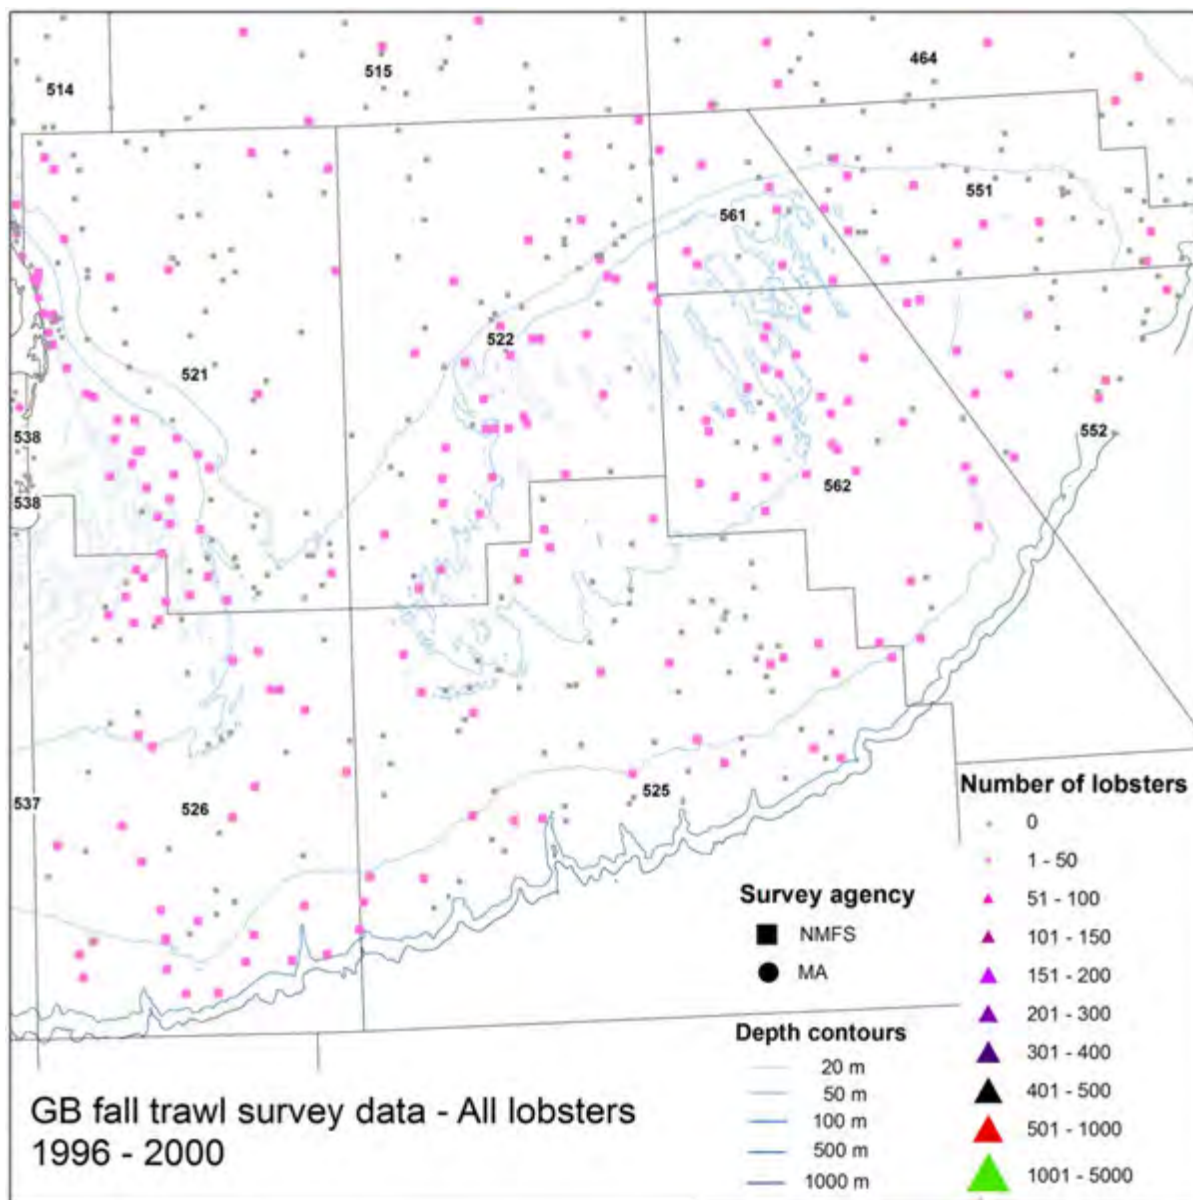 515
464
514
551
561
522
521
538
552
562
538
537
526
525
Number of lobsters
0
1 - 50
51 - 100
101 - 150
151 - 200
201 - 300
301 - 400
401 - 500
501 - 1000
1001 - 5000
Survey agency
NMFS
MA
Depth contours
20 m
50 m
100 m
500 m
1000 m
GB fall trawl survey data - All lobsters
1996 - 2000